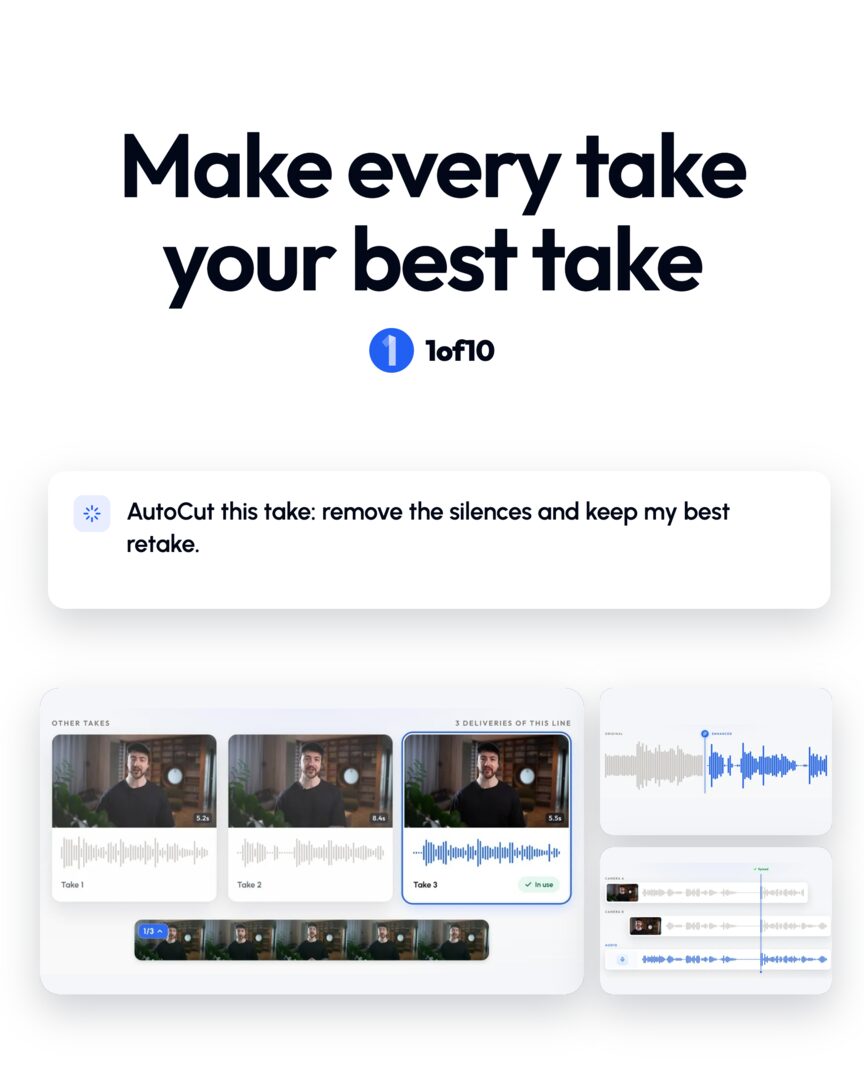 Make every take
your best take
1of10
AutoCut this take: remove the silences and keep my best
retake.
OTHER TAKES
3 DELIVERIES OF THIS LINE
5.2s
8.4s
5.5s
Take 1
Take 2
Take 3
In use
1/3
ORIGINAL
ENHANCED
Synced
CAMERA A
CAMERA B
AUDIO